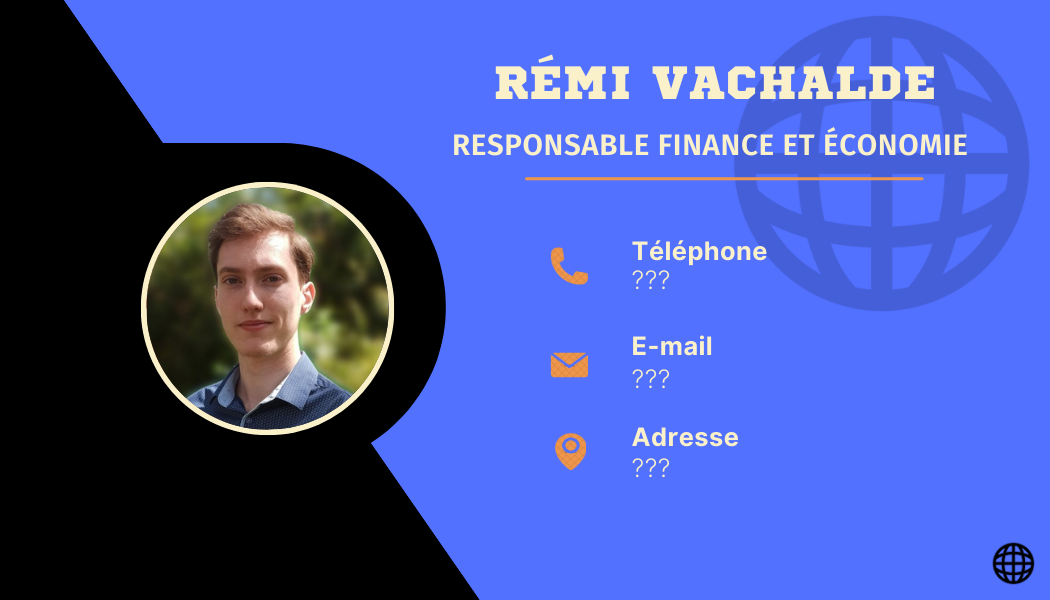 RÉMI VACHALDE
RESPONSABLE FINANCE ET ÉCONOMIE
Téléphone
???
E-mail
???
Adresse
???